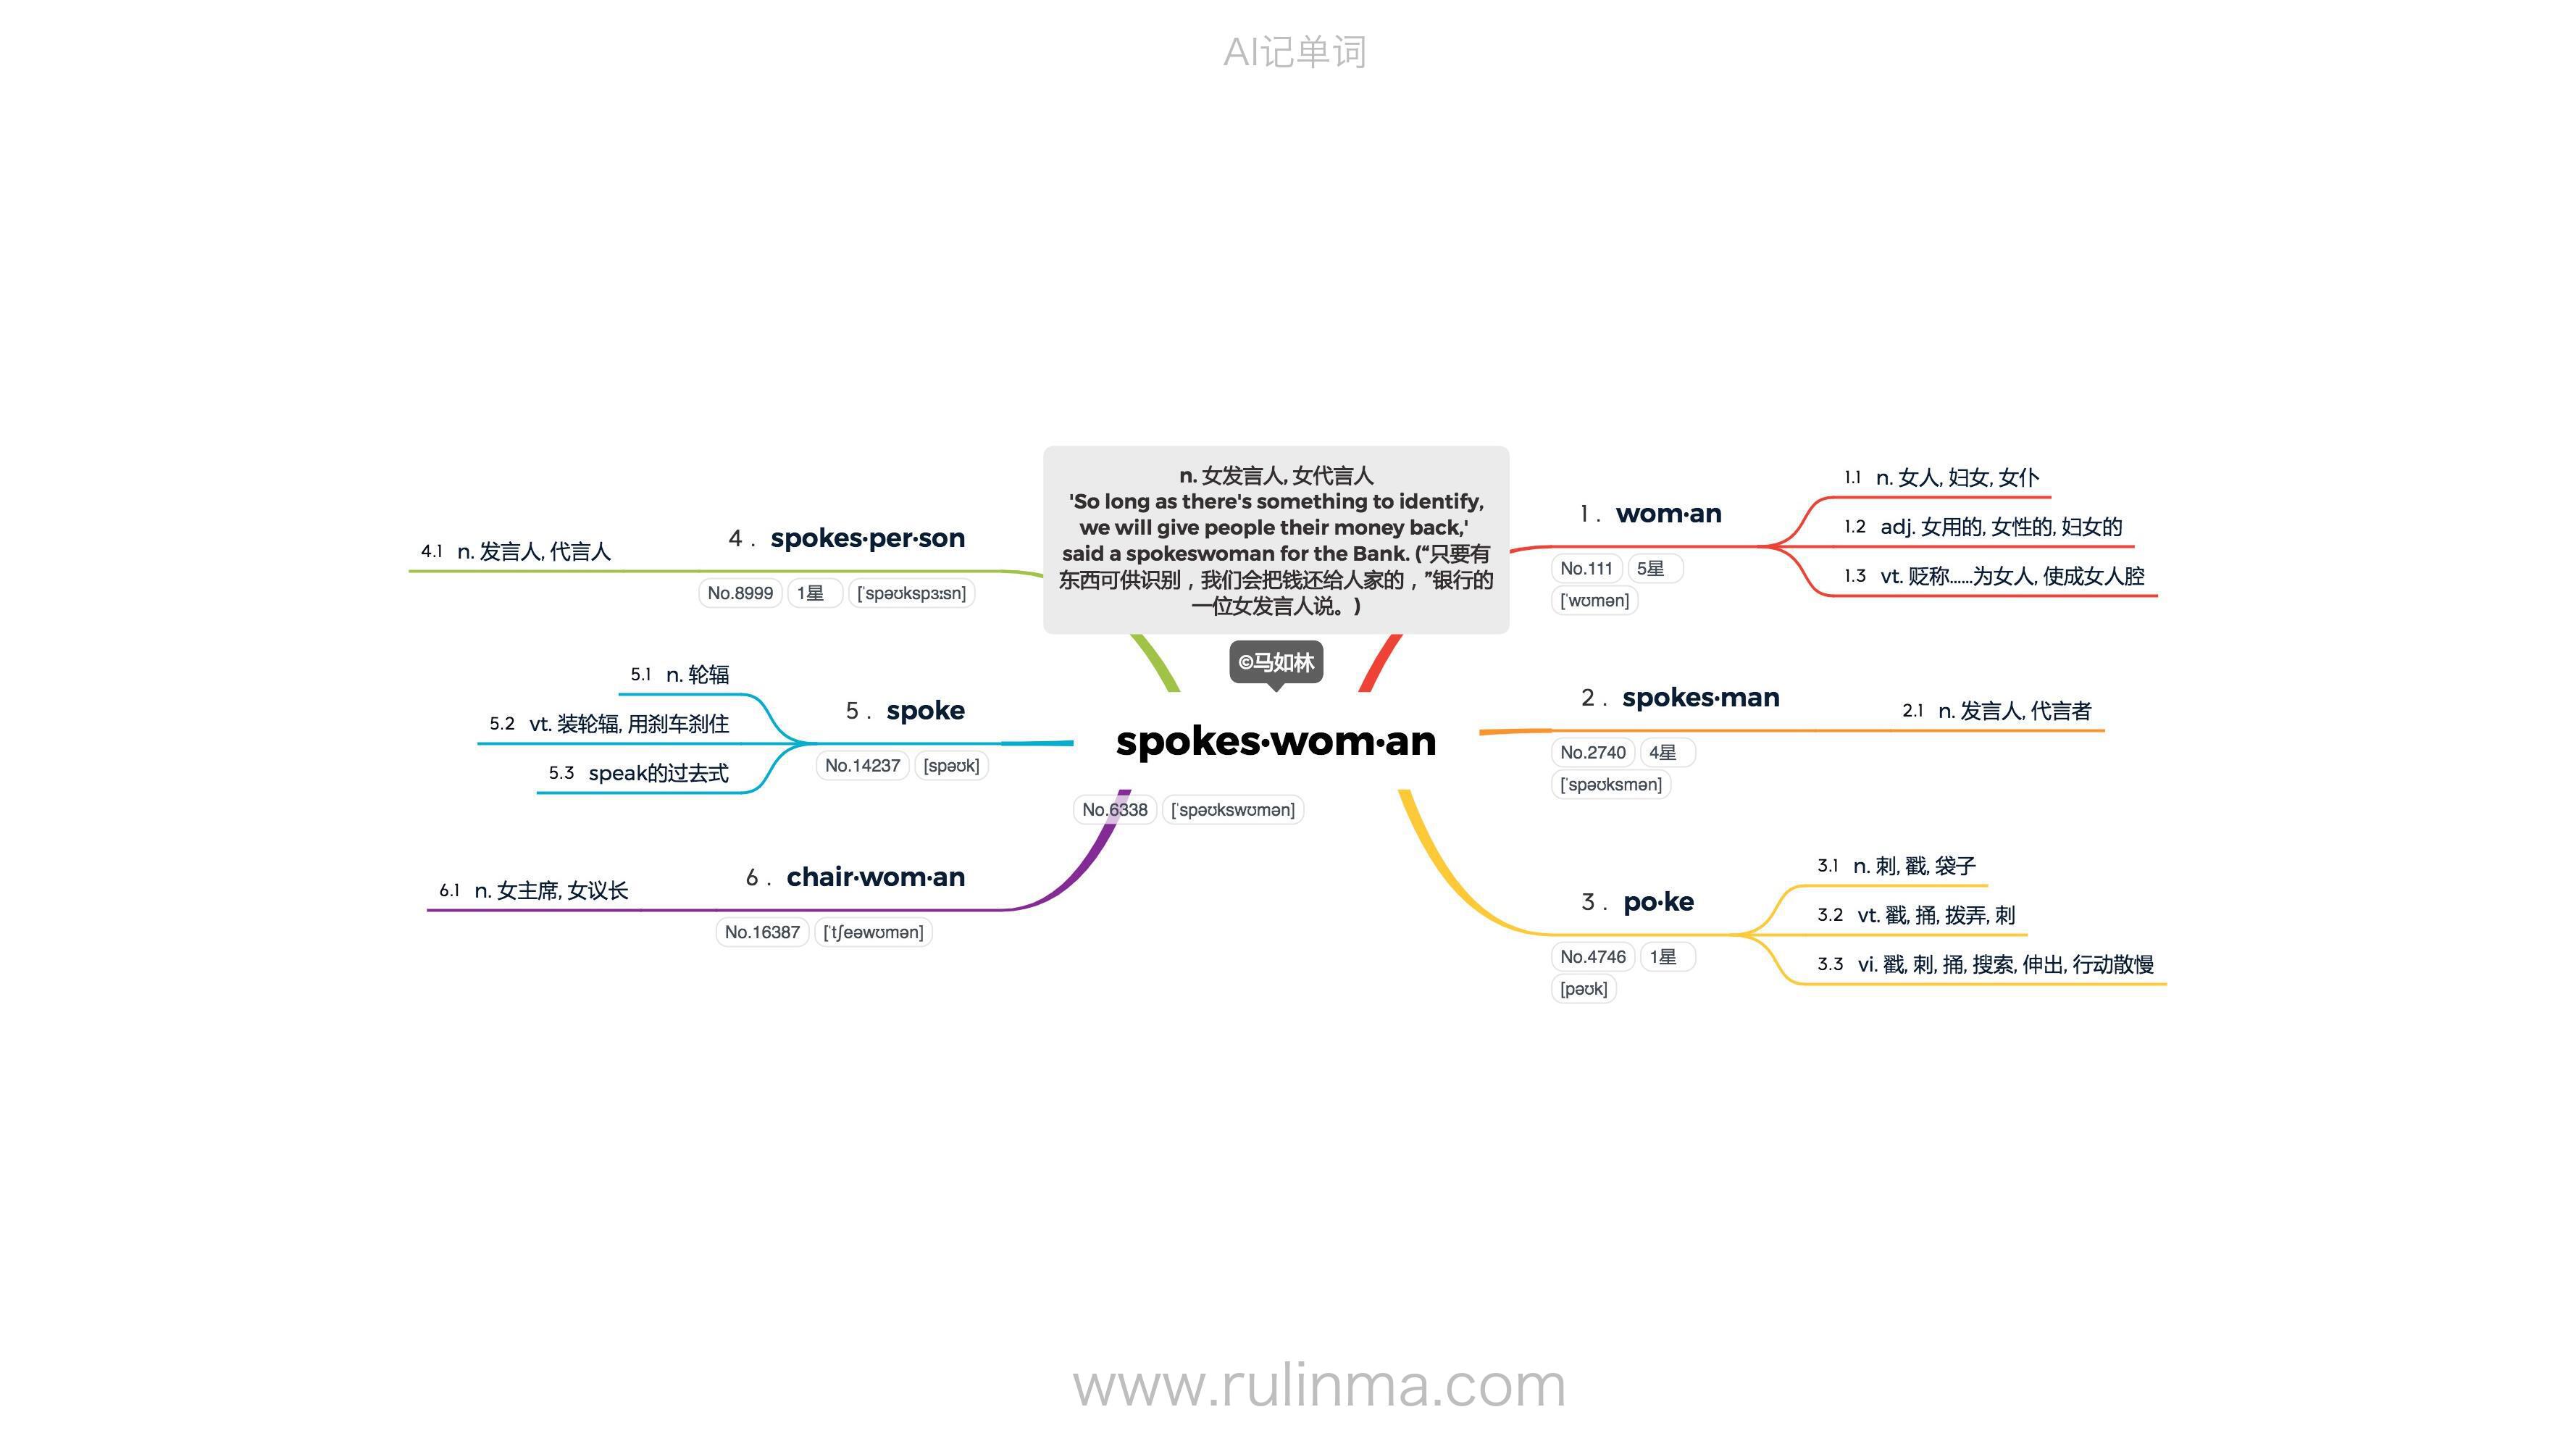 AI记单词
n. 女发言人, 女代言人
'So long as there's something to identify,
we will give people their money back,'
said a spokeswoman for the Bank. (“只要有
东西可供识别，我们会把钱还给人家的，”银行的
一位女发言人说。)
©马如林
spokes·wom·an
No.6338 ['spəʊkswʊmən]
1 . wom·an
No.111 5星
['wʊmən]
1.1 n. 女人, 妇女, 女仆
1.2 adj. 女用的, 女性的, 妇女的
1.3 vt. 贬称......为女人, 使成女人腔
2 . spokes·man
No.2740 4星
['spəʊksmən]
2.1 n. 发言人, 代言者
3 . po·ke
No.4746 1星
[pəʊk]
3.1 n. 刺, 戳, 袋子
3.2 vt. 戳, 捅, 拨弄, 刺
3.3 vi. 戳, 刺, 捅, 搜索, 伸出, 行动散慢
4 . spokes·per·son
No.8999 1星 ['spəʊkspɜːsn]
4.1 n. 发言人, 代言人
5 . spoke
No.14237 [spəʊk]
5.1 n. 轮辐
5.2 vt. 装轮辐, 用刹车刹住
5.3 speak的过去式
6 . chair·wom·an
No.16387 ['tʃeəwʊmən]
6.1 n. 女主席, 女议长
www.rulinma.com